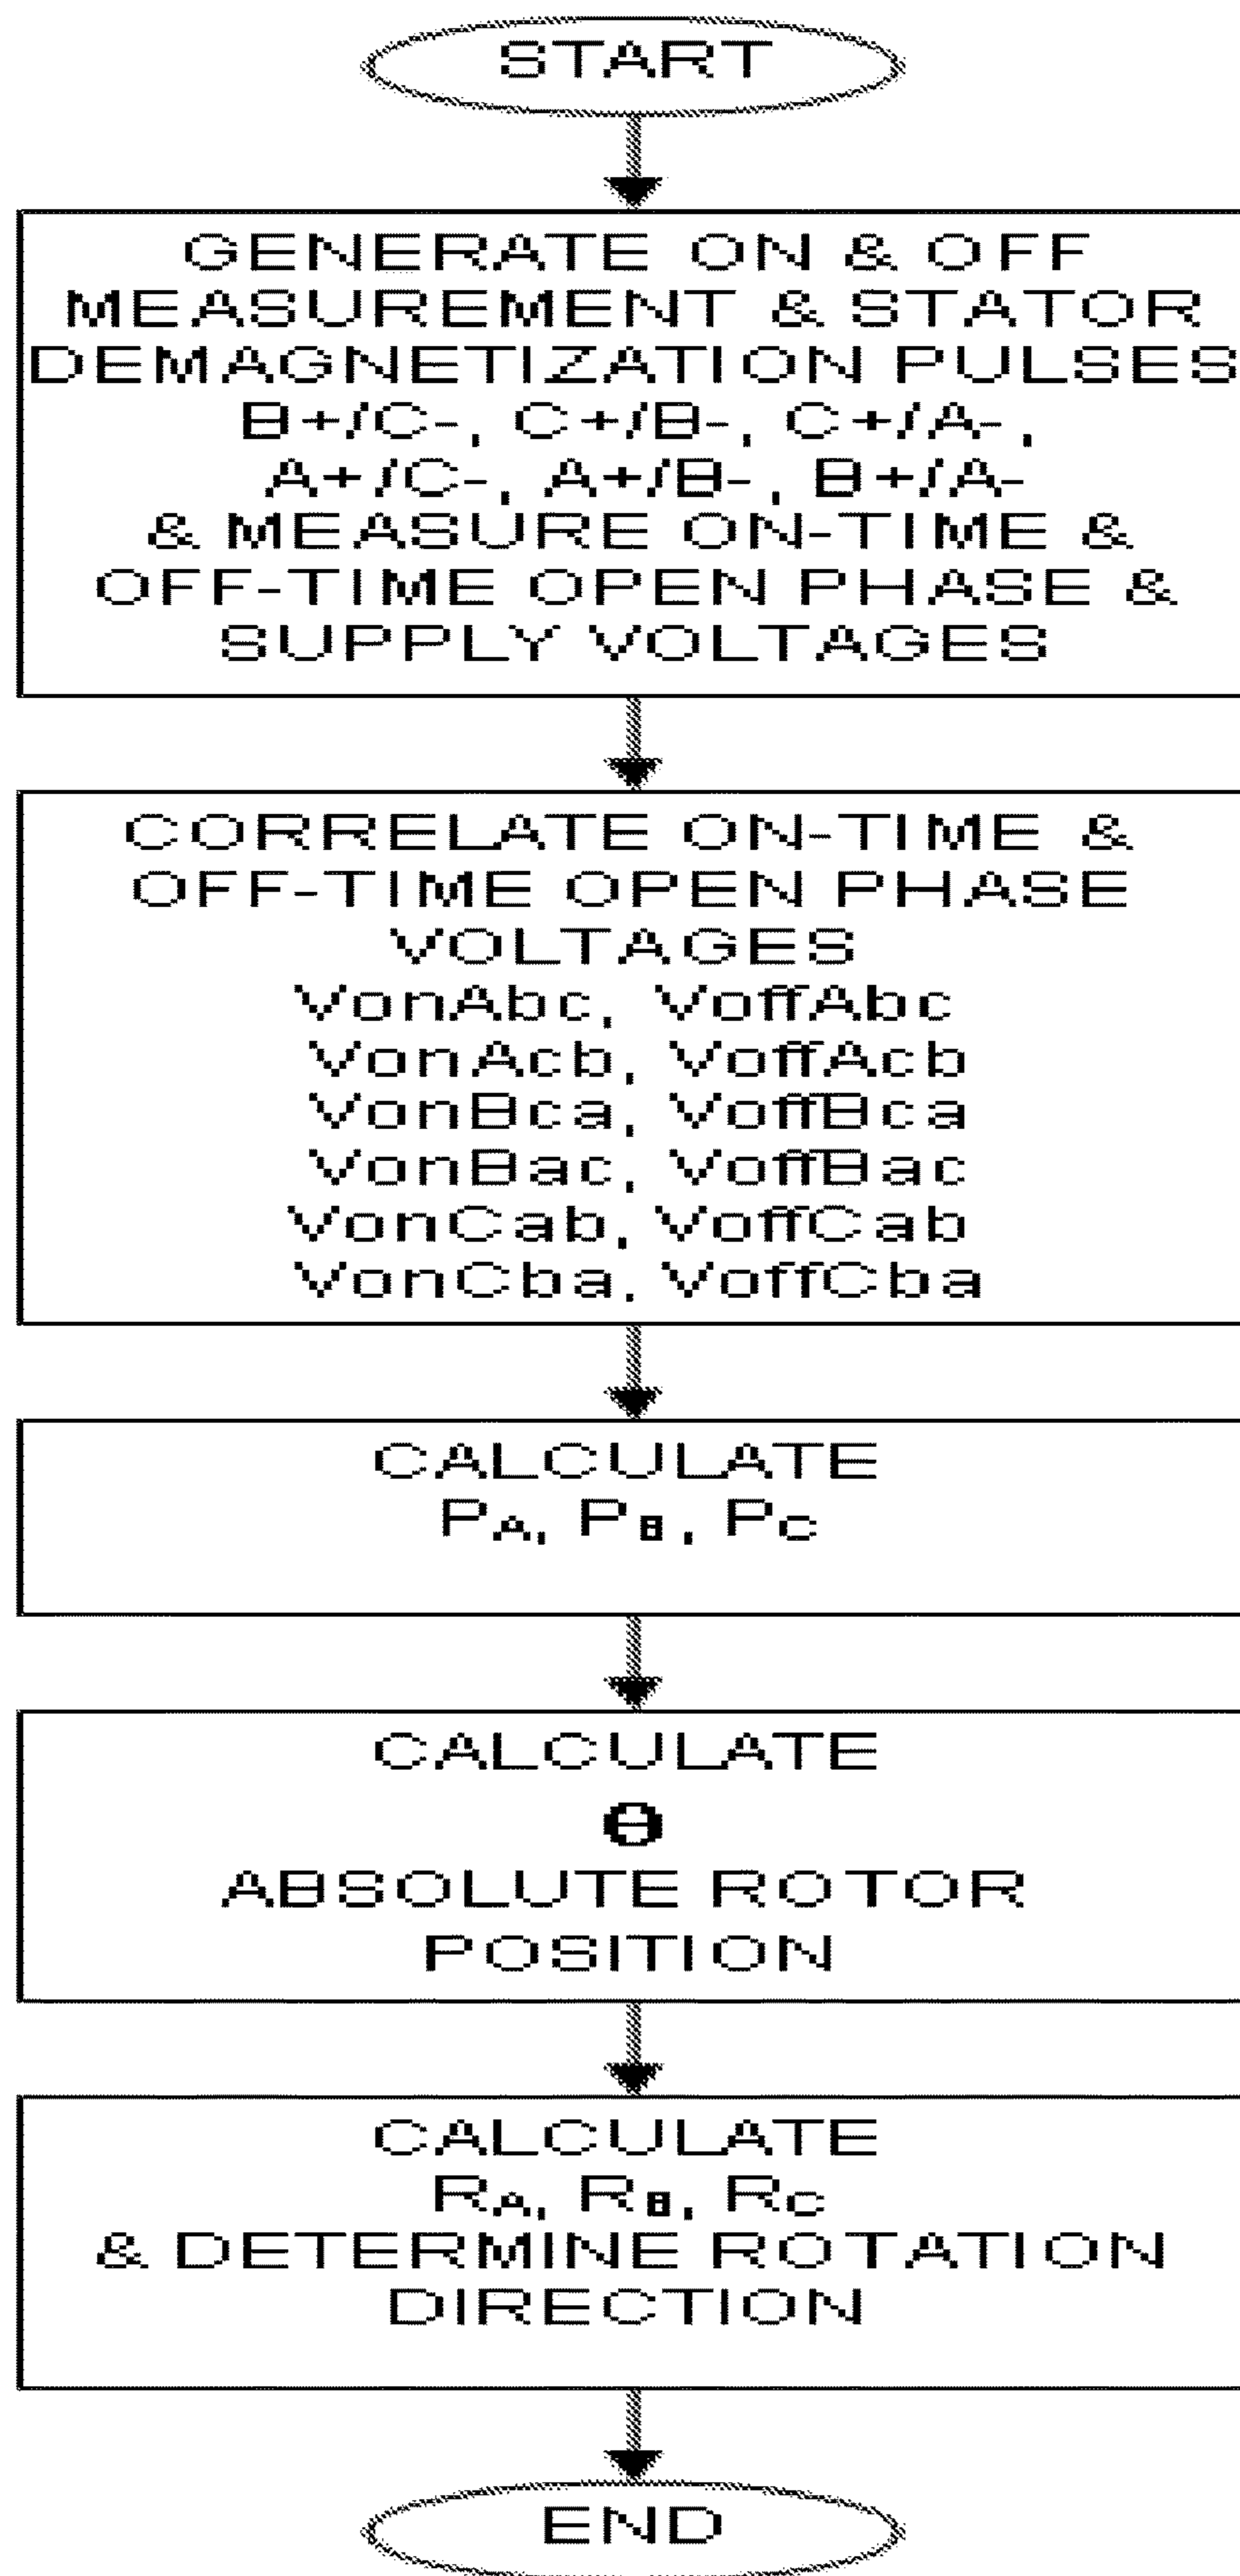 START
GENERATE ON & OFF
MEASUREMENT & STATOR
DEMAGNETIZATION PULSES
B+/C-, C+/B-, C+/A-,
A+/C-, A+/B-, B+/A-
& MEASURE ON-TIME &
OFF-TIME OPEN PHASE &
SUPPLY VOLTAGES
CORRELATE ON-TIME &
OFF-TIME OPEN PHASE
VOLTAGES
VonAbc, VoffAbc
VonAcb, VoffAcb
VonBca, VoffBca
VonBac, VoffBac
VonCab, VoffCab
VonCba, VoffCba
CALCULATE
PA, PB, PC
CALCULATE
θ
ABSOLUTE ROTOR
POSITION
CALCULATE
RA, RB, RC
& DETERMINE ROTATION
DIRECTION
END